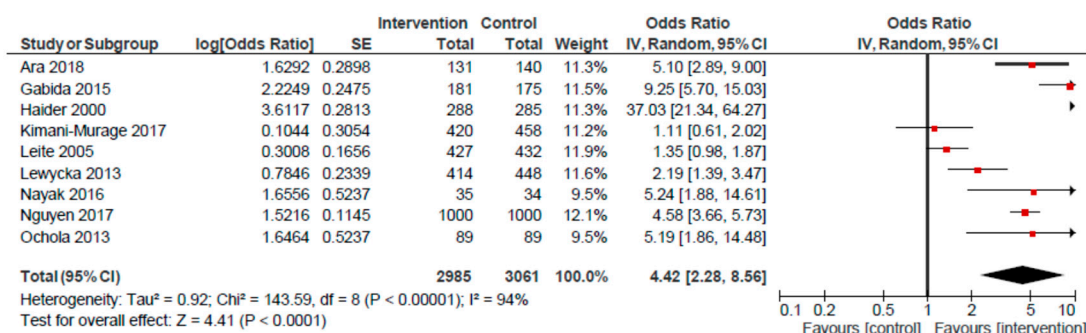 Intervention Control Odds Ratio Odds Ratio
Study or Subgroup log[Odds Ratio] SE Total Total Weight IV, Random, 95% CI IV, Random, 95% CI
Ara 2018 1.6292 0.2898 131 140 11.3% 5.10 [2.89, 9.00]
Gabida 2015 2.2249 0.2475 181 175 11.5% 9.25 [5.70, 15.03]
Haider 2000 3.6117 0.2813 288 285 11.3% 37.03 [21.34, 64.27]
Kimani-Murage 2017 0.1044 0.3054 420 458 11.2% 1.11 [0.61, 2.02]
Leite 2005 0.3008 0.1656 427 432 11.9% 1.35 [0.98, 1.87]
Lewycka 2013 0.7846 0.2339 414 448 11.6% 2.19 [1.39, 3.47]
Nayak 2016 1.6556 0.5237 35 34 9.5% 5.24 [1.88, 14.61]
Nguyen 2017 1.5216 0.1145 1000 1000 12.1% 4.58 [3.66, 5.73]
Ochola 2013 1.6464 0.5237 89 89 9.5% 5.19 [1.86, 14.48]
Total (95% CI) 2985 3061 100.0% 4.42 [2.28, 8.56]
Heterogeneity: Tau² = 0.92; Chi² = 143.59, df = 8 (P < 0.00001); I² = 94%
Test for overall effect: Z = 4.41 (P < 0.0001)
0.1 0.2 0.5 1 2 5 10
Favours [control] Favours [intervention]